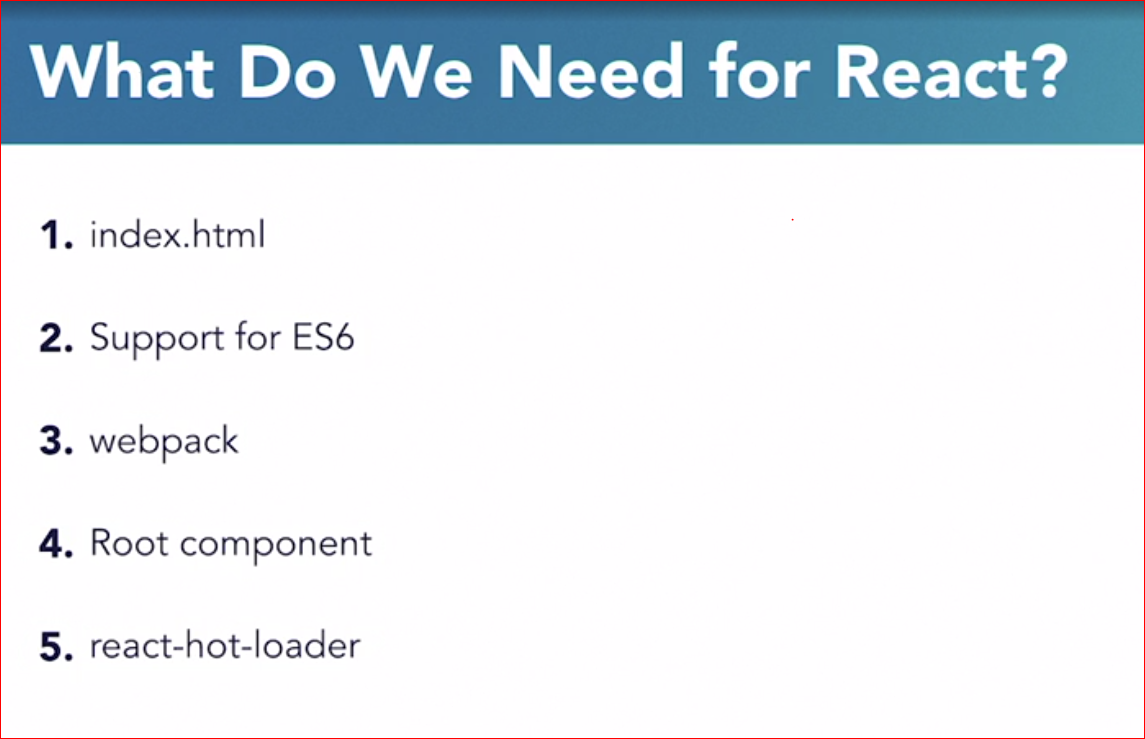 What Do We Need for React?
1. index.html
2. Support for ES6
3. webpack
4. Root component
5. react-hot-loader